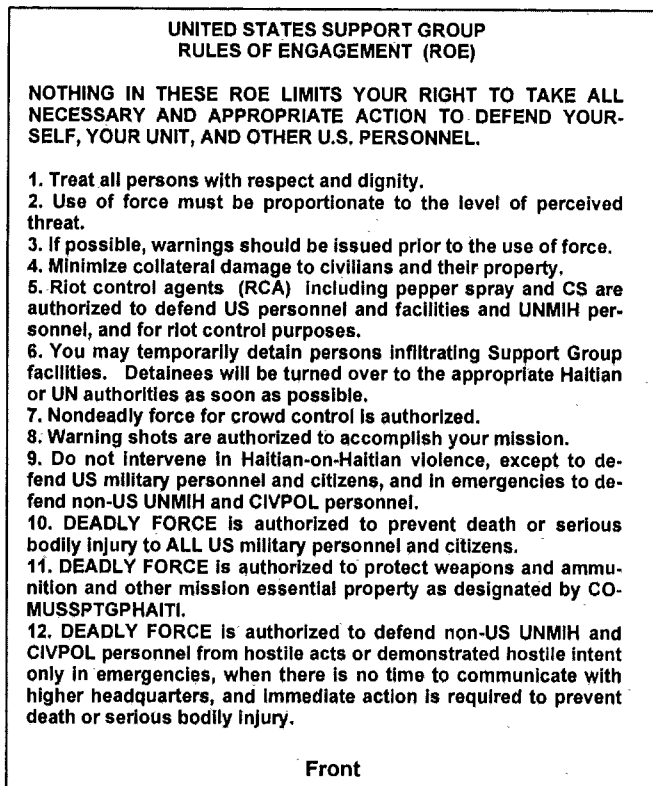 UNITED STATES SUPPORT GROUP
RULES OF ENGAGEMENT (ROE)
NOTHING IN THESE ROE LIMITS YOUR RIGHT TO TAKE ALL
NECESSARY AND APPROPRIATE ACTION TO DEFEND YOUR-
SELF, YOUR UNIT, AND OTHER U.S. PERSONNEL.
1. Treat all persons with respect and dignity.
2. Use of force must be proportionate to the level of perceived
threat.
3. If possible, warnings should be issued prior to the use of force.
4. Minimize collateral damage to civilians and their property.
5. Riot control agents (RCA) including pepper spray and CS are
authorized to defend US personnel and facilities and UNMIH per-
sonnel, and for riot control purposes.
6. You may temporarily detain persons infiltrating Support Group
facilities. Detainees will be turned over to the appropriate Haitian
or UN authorities as soon as possible.
7. Nondeadly force for crowd control is authorized.
8. Warning shots are authorized to accomplish your mission.
9. Do not intervene in Haitian-on-Haitian violence, except to de-
fend US military personnel and citizens, and in emergencies to de-
fend non-US UNMIH and CIVPOL personnel.
10. DEADLY FORCE is authorized to prevent death or serious
bodily injury to ALL US military personnel and citizens.
11. DEADLY FORCE is authorized to protect weapons and ammu-
nition and other mission essential property as designated by CO-
MUSSPTGPHAITI.
12. DEADLY FORCE is authorized to defend non-US UNMIH and
CIVPOL personnel from hostile acts or demonstrated hostile intent
only in emergencies, when there is no time to communicate with
higher headquarters, and immediate action is required to prevent
death or serious bodily injury.
Front